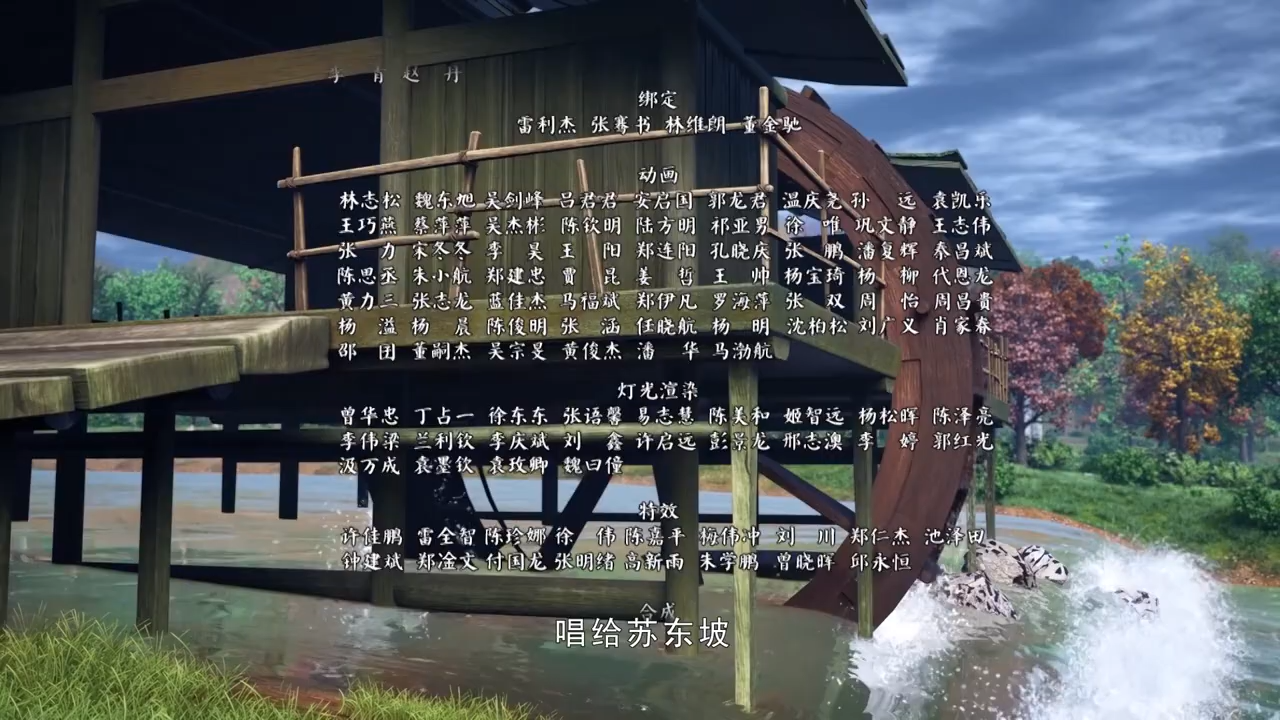 李 青 赵 丹
绑定
雷利杰 张骞书 林维朗 董金驰
动画
林志松 魏东旭 吴剑峰 吕君君 安启国 郭龙君 温庆尧 孙 远 袁凯乐
王巧燕 蔡萍萍 吴杰彬 陈钦明 陆方明 祁亚男 徐 唯 巩文静 王志伟
张 力 宋冬冬 李 昊 王 阳 郑连阳 孔晓庆 张 鹏 潘夏辉 秦昌斌
陈思丞 朱小航 郑建忠 贾 昆 姜 哲 王 帅 杨宝琦 杨 柳 代恩龙
黄力三 张志龙 蓝佳杰 马福斌 郑伊凡 罗海萍 张 双 周 怡 周昌贵
杨 溢 杨 晨 陈俊明 张 涵 任晓航 杨 明 沈柏松 刘广义 肖家春
邵 团 董嗣杰 吴宗旻 黄俊杰 潘 华 马渤航
灯光渲染
曾华忠 丁占一 徐东东 张语馨 易志慧 陈美和 姬智远 杨松晖 陈泽亮
李伟梁 兰利钦 李庆斌 刘 鑫 许启远 彭景龙 邢志澳 李 婷 郭红光
汲万成 袁墨钦 袁玫卿 魏曰僮
特效
许佳鹏 雷全智 陈珍娜 徐 伟 陈嘉平 梅伟冲 刘 川 郑仁杰 池泽田
钟建斌 郑淦文 付国龙 张明绪 高新雨 朱学鹏 曾晓晖 邱永恒
合成
唱给苏东坡